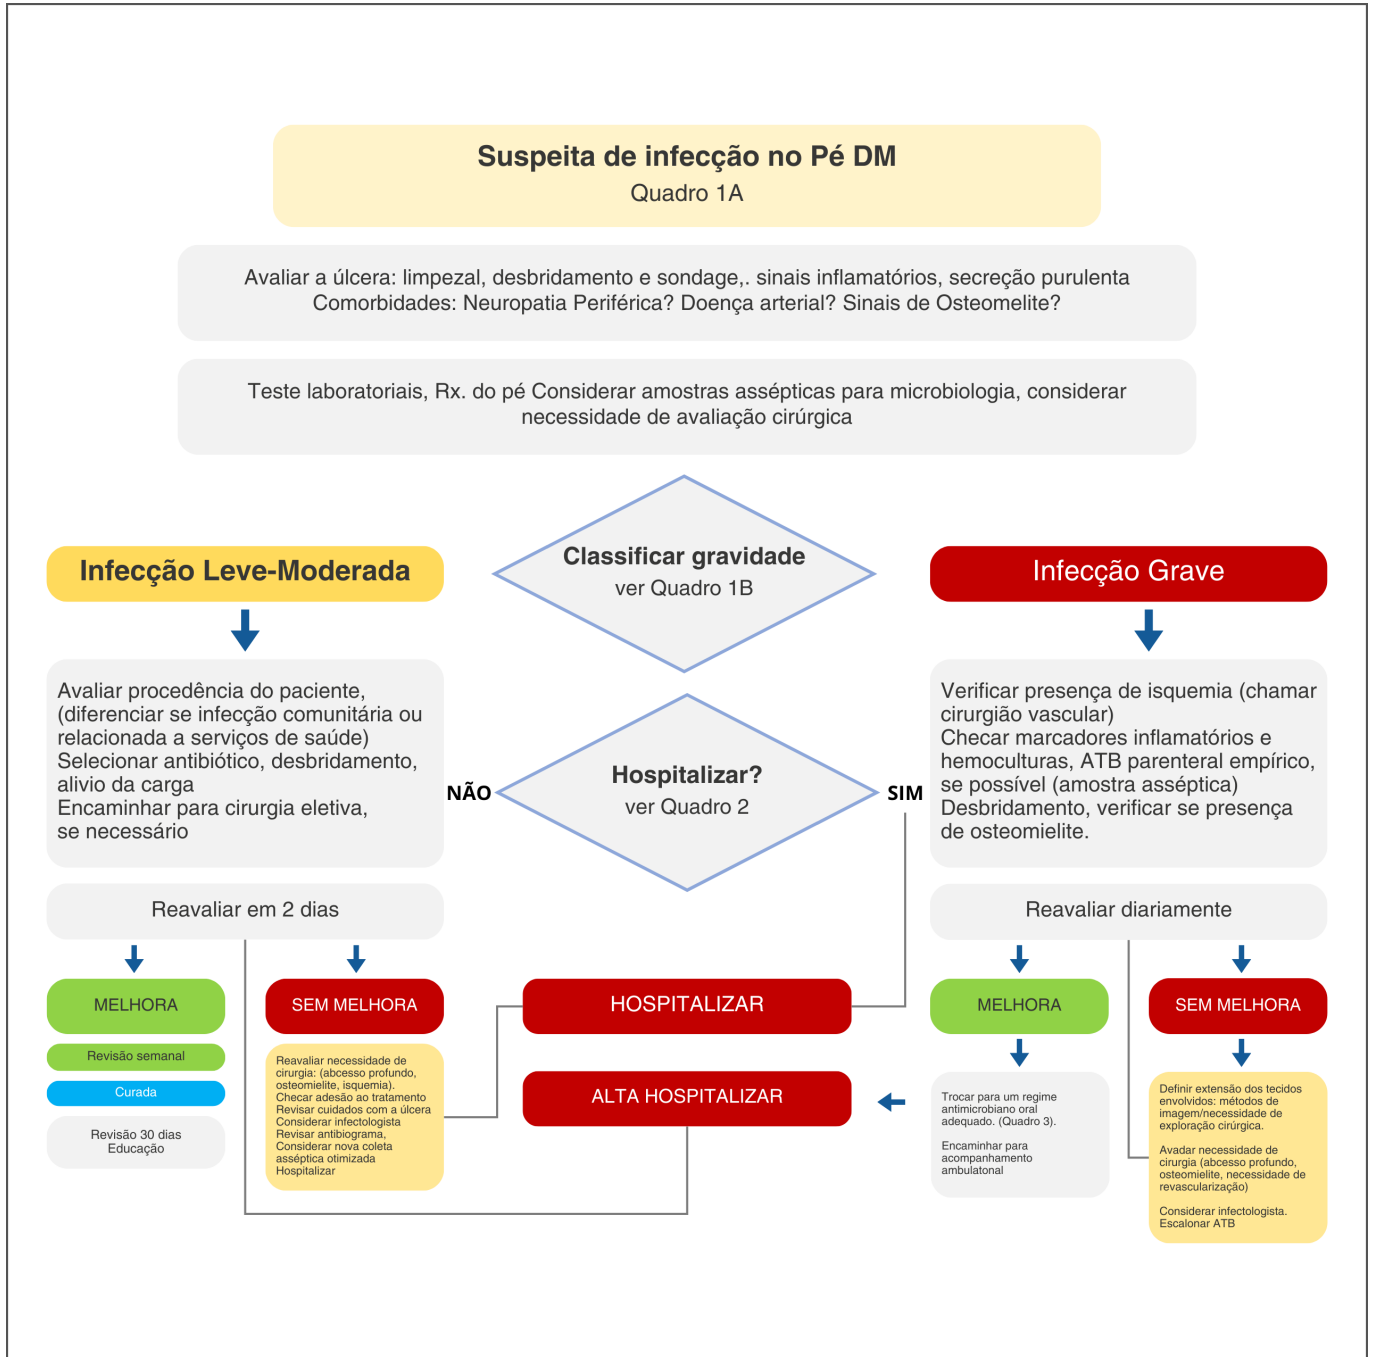 Suspeita de infecção no Pé DM
Quadro 1A
Avaliar a úlcera: limpezal, desbridamento e sondage,. sinais inflamatórios, secreção purulenta
Comorbidades: Neuropatia Periférica? Doença arterial? Sinais de Osteomelite?
Teste laboratoriais, Rx. do pé Considerar amostras assépticas para microbiologia, considerar
necessidade de avaliação cirúrgica
Classificar gravidade
ver Quadro 1B
Infecção Leve-Moderada
Infecção Grave
Avaliar procedência do paciente,
(diferenciar se infecção comunitária ou
relacionada a serviços de saúde)
Selecionar antibiótico, desbridamento,
alivio da carga
Encaminhar para cirurgia eletiva,
se necessário
NÃO
Hospitalizar?
ver Quadro 2
SIM
Verificar presença de isquemia (chamar
cirurgião vascular)
Checar marcadores inflamatórios e
hemoculturas, ATB parenteral empírico,
se possível (amostra asséptica)
Desbridamento, verificar se presença
de osteomielite.
Reavaliar em 2 dias
Reavaliar diariamente
MELHORA
SEM MELHORA
HOSPITALIZAR
MELHORA
SEM MELHORA
Revisão semanal
Curada
Revisão 30 dias
Educação
Reavaliar necessidade de
cirurgia: (abcesso profundo,
osteomielite, isquemia).
Checar adesão ao tratamento
Revisar cuidados com a úlcera
Considerar infectologista
Revisar antibiograma,
Considerar nova coleta
asséptica otimizada
Hospitalizar
ALTA HOSPITALIZAR
Trocar para um regime
antimicrobiano oral
adequado. (Quadro 3).
Encaminhar para
acompanhamento
ambulatonal
Definir extensão dos tecidos
envolvidos: métodos de
imagem/necessidade de
exploração cirúrgica.
Avadar necessidade de
cirurgia (abcesso profundo,
osteomielite, necessidade de
revascularização)
Considerar infectologista.
Escalonar ATB